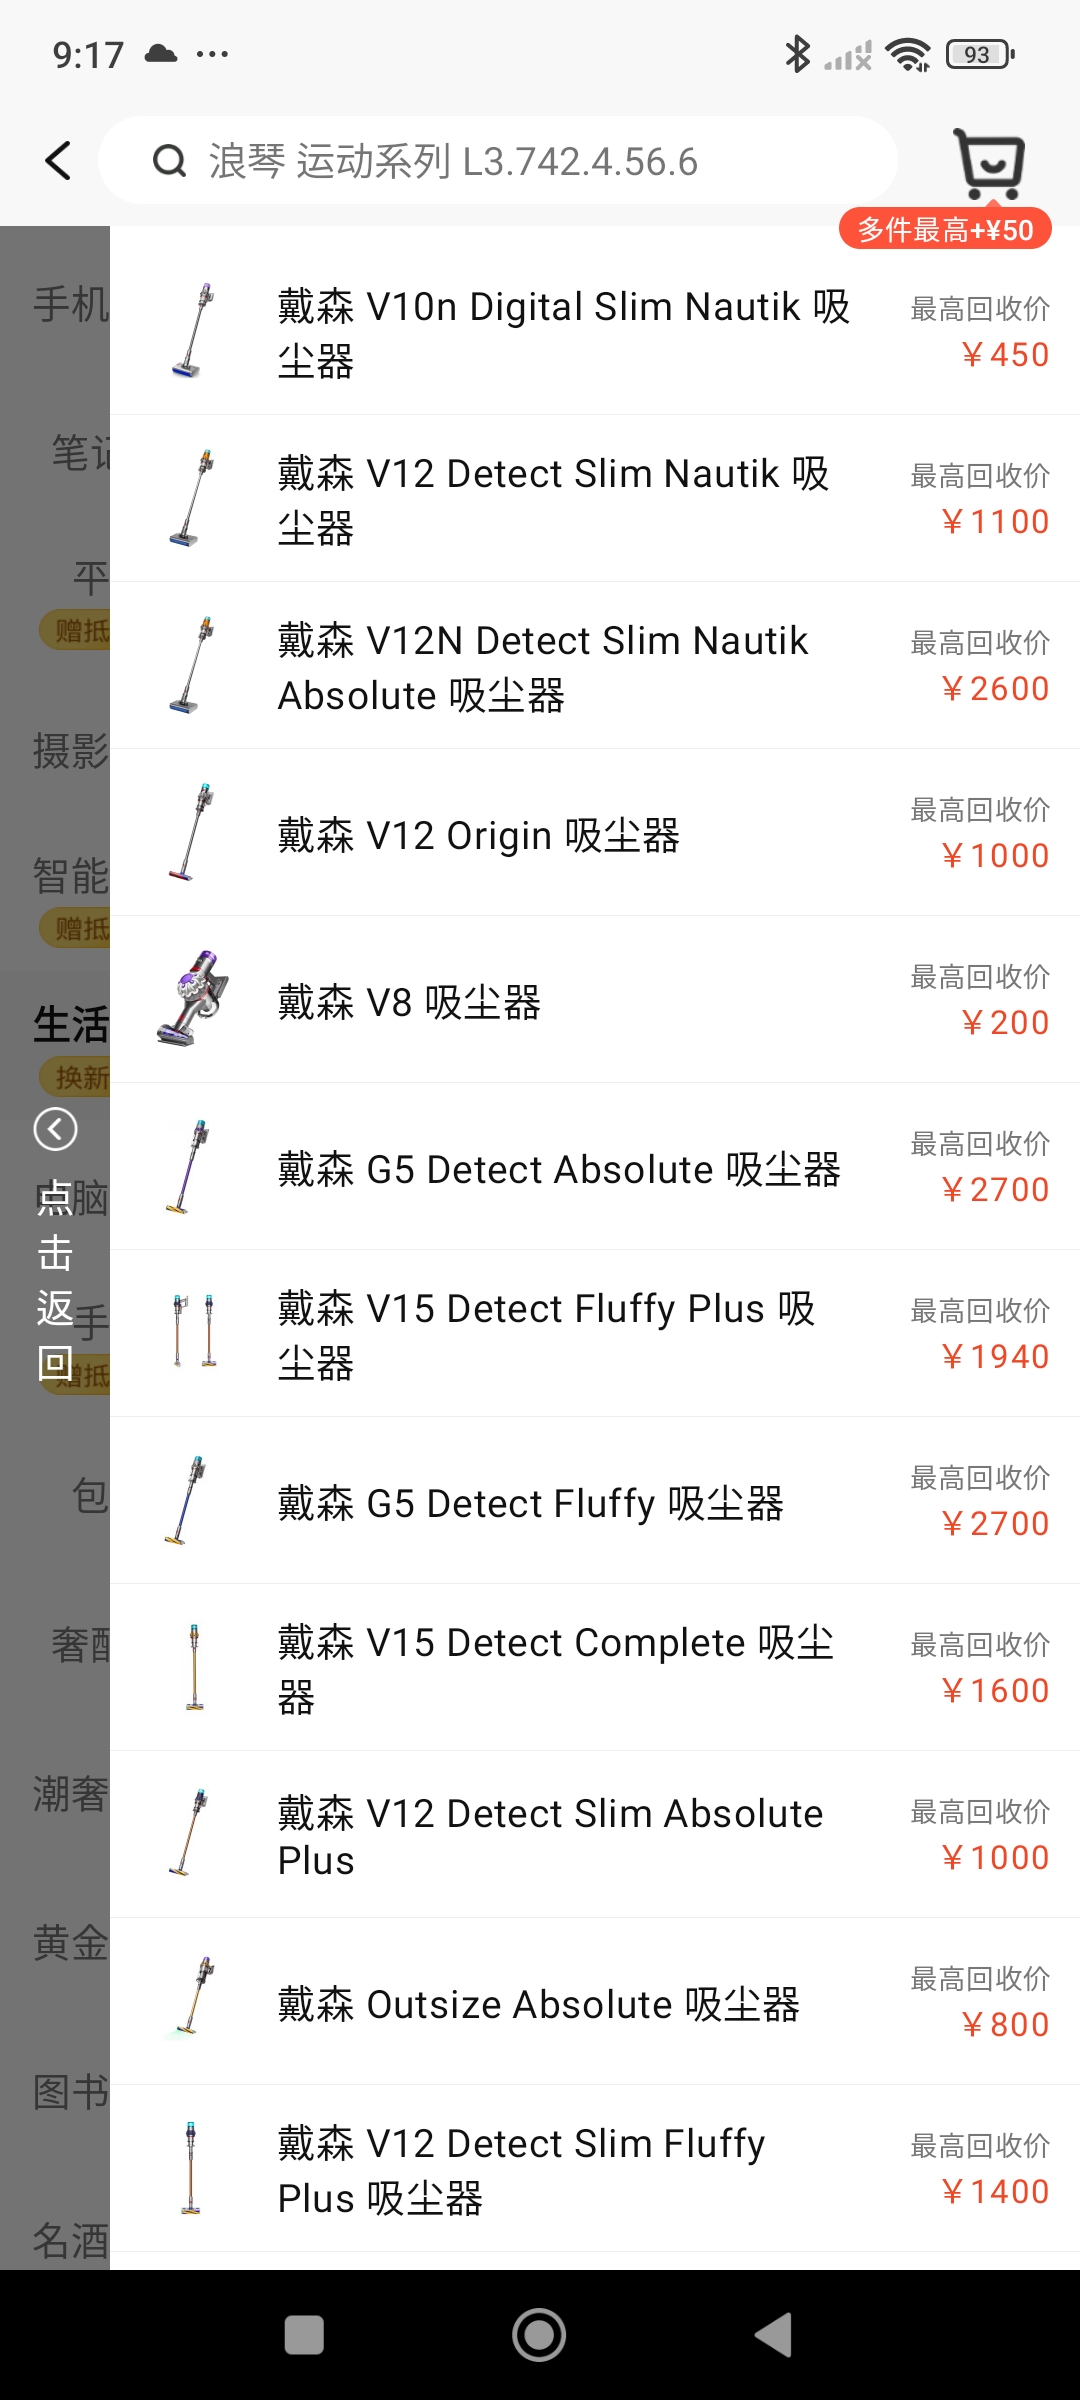 9:17
93
浪琴 运动系列 L3.742.4.56.6
多件最高+¥50
戴森 V10n Digital Slim Nautik 吸
尘器
最高回收价
¥450
戴森 V12 Detect Slim Nautik 吸
尘器
最高回收价
¥1100
戴森 V12N Detect Slim Nautik
Absolute 吸尘器
最高回收价
¥2600
戴森 V12 Origin 吸尘器
最高回收价
¥1000
戴森 V8 吸尘器
最高回收价
¥200
戴森 G5 Detect Absolute 吸尘器
最高回收价
¥2700
戴森 V15 Detect Fluffy Plus 吸
尘器
最高回收价
¥1940
戴森 G5 Detect Fluffy 吸尘器
最高回收价
¥2700
戴森 V15 Detect Complete 吸尘
器
最高回收价
¥1600
戴森 V12 Detect Slim Absolute
Plus
最高回收价
¥1000
戴森 Outsize Absolute 吸尘器
最高回收价
¥800
戴森 V12 Detect Slim Fluffy
Plus 吸尘器
最高回收价
¥1400
手机
笔记
平
赠抵
摄影
智能
赠抵
生活
换新
脑
点
击
返
回
手
赠抵
包
奢
潮奢
黄金
图书
名酒